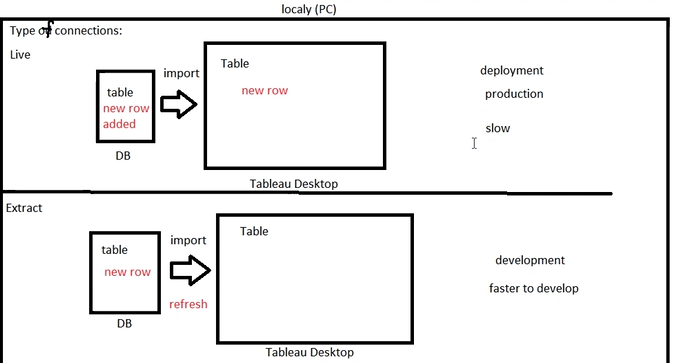 localy (PC)
Type of connections:
Live
import
Table
table
new row
new row
added
deployment
production
slow
DB
Tableau Desktop
Extract
import
Table
table
new row
refresh
development
faster to develop
DB
Tableau Desktop